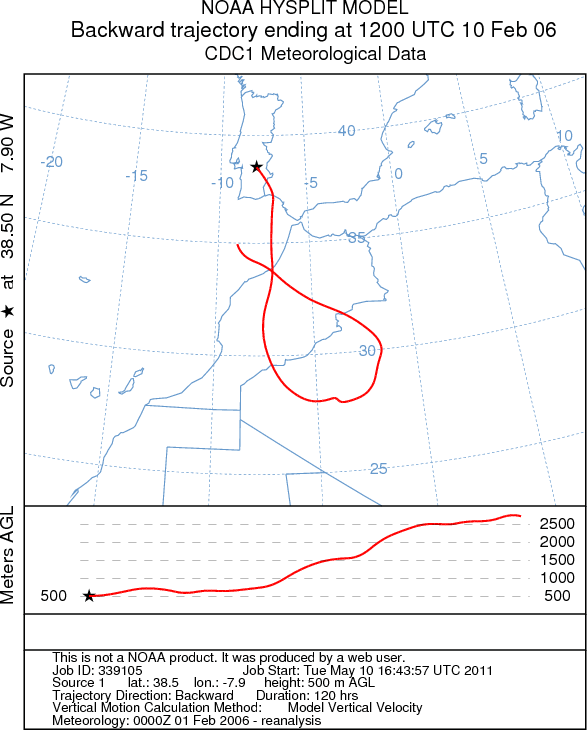 NOAA HYSPLIT MODEL
Backward trajectory ending at 1200 UTC 10 Feb 06
CDC1 Meteorological Data
Source ★ at 38.50 N 7.90 W
-20
-15
-10
-5
0
5
10
40
35
30
25
Meters AGL
500
2500
2000
1500
1000
500
This is not a NOAA product. It was produced by a web user.
Job ID: 339105 Job Start: Tue May 10 16:43:57 UTC 2011
Source 1 lat.: 38.5 lon.: -7.9 height: 500 m AGL
Trajectory Direction: Backward Duration: 120 hrs
Vertical Motion Calculation Method: Model Vertical Velocity
Meteorology: 0000Z 01 Feb 2006 - reanalysis